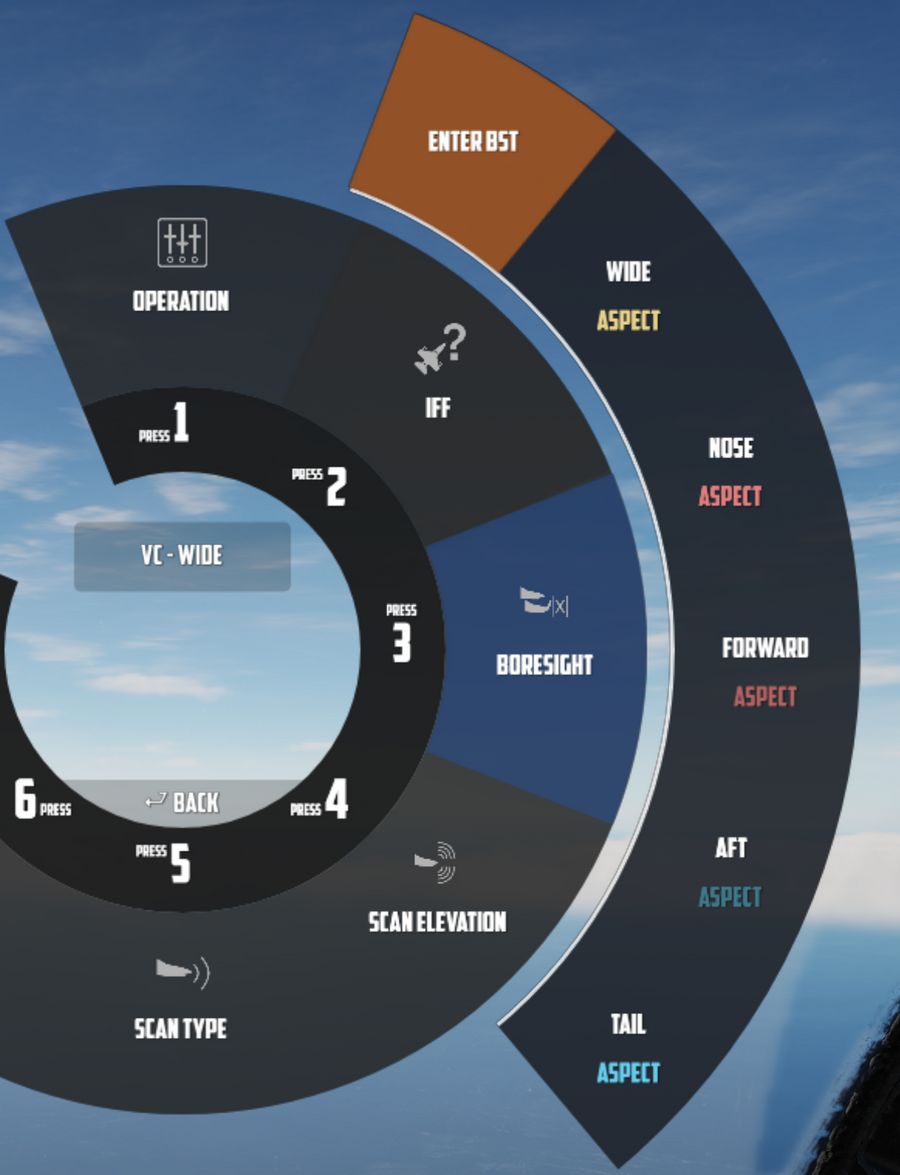 ENTER BST
WIDE
ASPECT
NOSE
ASPECT
FORWARD
ASPECT
AFT
ASPECT
TAIL
ASPECT
OPERATION
?
IFF
|X|
BORESIGHT
SCAN ELEVATION
SCAN TYPE
PRESS 1
PRESS 2
PRESS 3
PRESS 4
PRESS 5
6 PRESS
VC - WIDE
BACK